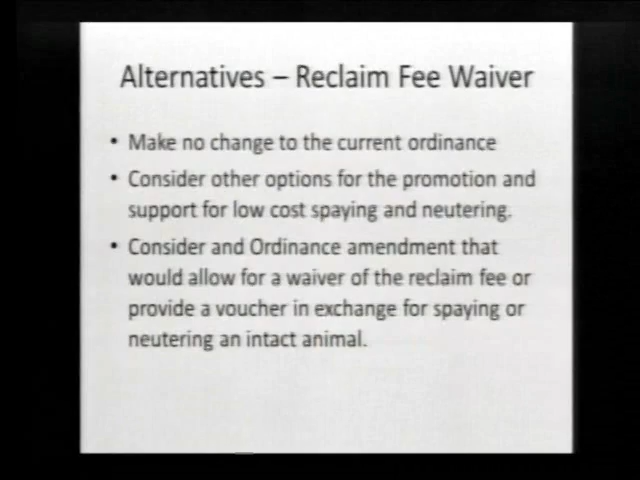 Alternatives – Reclaim Fee Waiver
• Make no change to the current ordinance
• Consider other options for the promotion and
support for low cost spaying and neutering.
• Consider and Ordinance amendment that
would allow for a waiver of the reclaim fee or
provide a voucher in exchange for spaying or
neutering an intact animal.